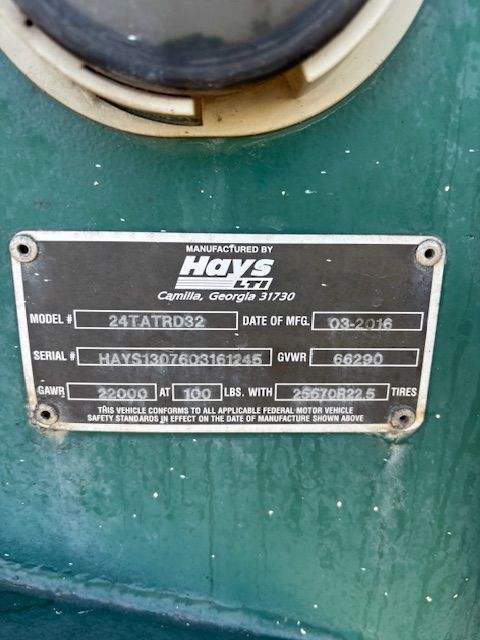 MANUFACTURED BY
Hays
LTI
Camilla, Georgia 31730
MODEL # 24TATRD32 DATE OF MFG. 03-2016
SERIAL # HAYS1307603161245 GVWR 66290
GAWR 22000 AT 100 LBS. WITH 25570R22.5 TIRES
THIS VEHICLE CONFORMS TO ALL APPLICABLE FEDERAL MOTOR VEHICLE
SAFETY STANDARDS IN EFFECT ON THE DATE OF MANUFACTURE SHOWN ABOVE